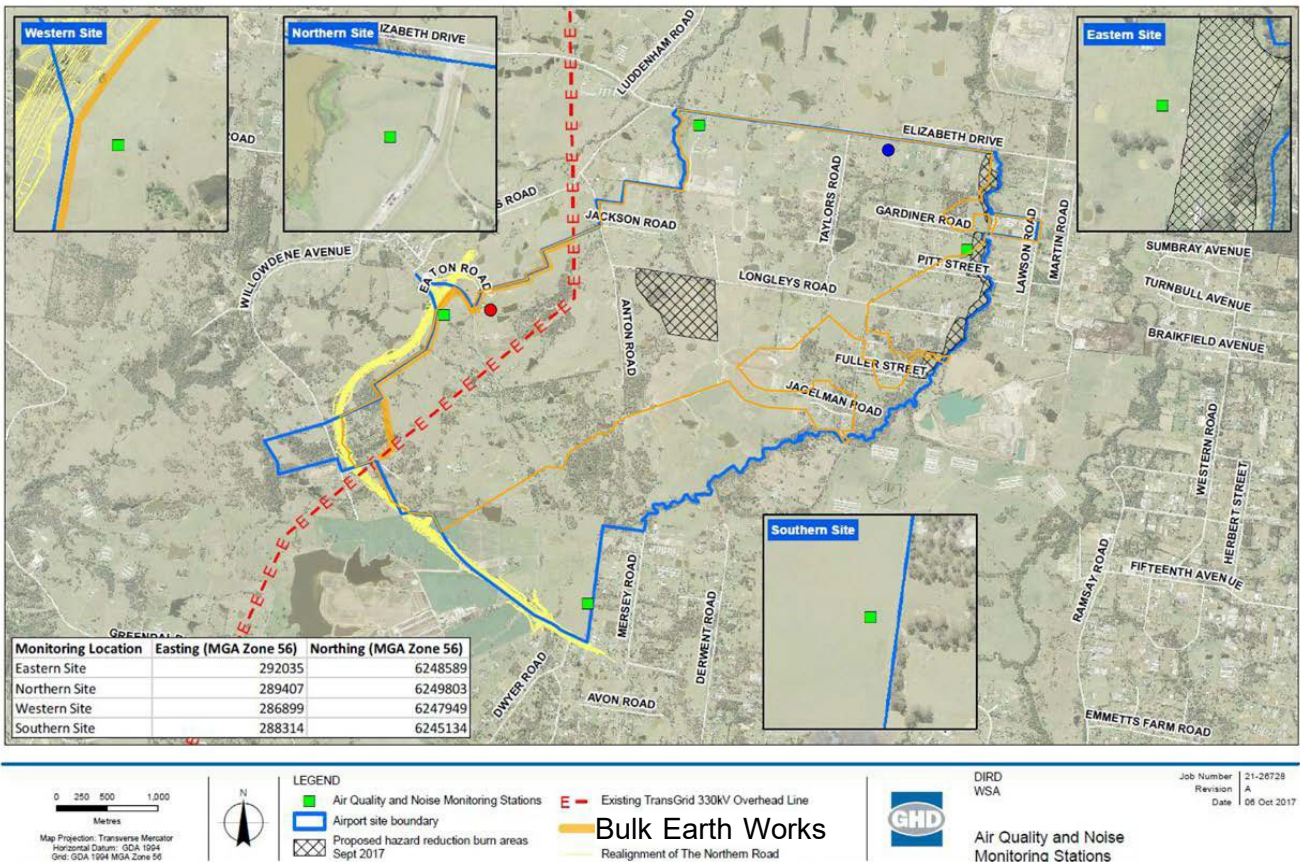 Western Site
Northern Site
IZABETH DRIVE
LUDDENHAM ROAD
Eastern Site
ROAD
S ROAD
ELIZABETH DRIVE
TAYLORS ROAD
JACKSON ROAD
GARDINER ROAD
LAWSON ROAD
MARTIN ROAD
WILLOWDENE AVENUE
EATON ROAD
PITT STREET
LONGLEYS ROAD
SUMBRAY AVENUE
TURNBULL AVENUE
BRAIKFIELD AVENUE
ANTON ROAD
FULLER STREET
JAGELMAN ROAD
WESTERN ROAD
HERBERT STREET
Southern Site
FIFTEENTH AVENUE
RAMSAY ROAD
MERSEY ROAD
DERWENT ROAD
DWYER ROAD
AVON ROAD
EMMETTS FARM ROAD
Monitoring Location Easting (MGA Zone 56) Northing (MGA Zone 56)
Eastern Site 292035 6248589
Northern Site 289407 6249803
Western Site 286899 6247949
Southern Site 288314 6245134
0 250 500 1,000
Metres
Map Projection: Transverse Mercator
Horizontal Datum: GDA 1994
Grid: GDA 1994 MGA Zone 56
N
LEGEND
Air Quality and Noise Monitoring Stations
Airport site boundary
Proposed hazard reduction burn areas
Sept 2017
E Existing TransGrid 330kV Overhead Line
Bulk Earth Works
Realignment of The Northern Road
GHD
DIRD
WSA
Air Quality and Noise
Monitoring Stations
Job Number 21-26728
Revision A
Date 06 Oct 2017